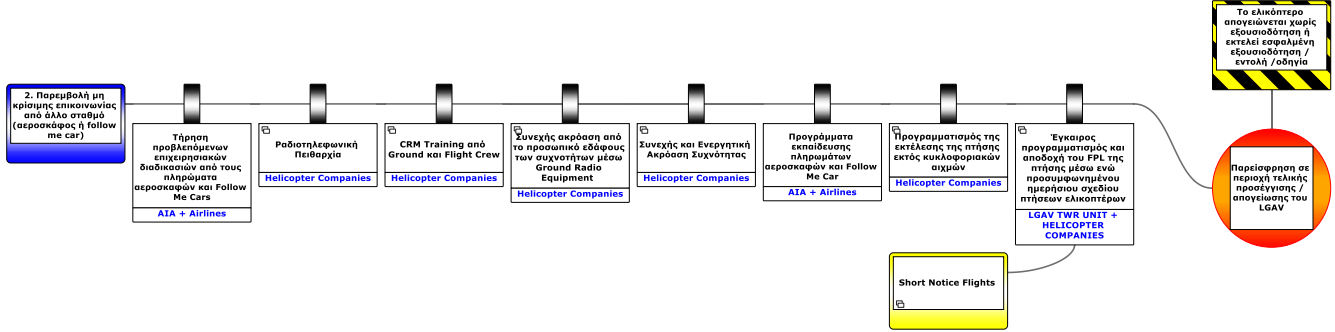 2. Παρεμβολή μη
κρίσιμης επικοινωνίας
από άλλο σταθμό
(αεροσκάφος ή follow
me car)
Τήρηση
προβλεπόμενων
επιχειρησιακών
διαδικασιών από τους
πληρώματα
αεροσκαφών και Follow
Me Cars
AIA + Airlines
Ραδιοτηλεφωνική
Πειθαρχία
Helicopter Companies
CRM Training από
Ground και Flight Crew
Helicopter Companies
Συνεχής ακρόαση από
το προσωπικό εδάφους
των συχνοτήτων μέσω
Ground Radio
Equipment
Helicopter Companies
Συνεχής και Ενεργητική
Ακρόαση Συχνότητας
Helicopter Companies
Προγράμματα
εκπαίδευσης
πληρωμάτων
αεροσκαφών και Follow
Me Car
AIA + Airlines
Προγραμματισμός της
εκτέλεσης της πτήσης
εκτός κυκλοφοριακών
αιχμών
Helicopter Companies
Έγκαιρος
προγραμματισμός και
αποδοχή του FPL της
πτήσης μέσω ενώ
προσυμφωνημένου
ημερήσιου σχεδίου
πτήσεων ελικοπτέρων
LGAV TWR UNIT +
HELICOPTER
COMPANIES
Short Notice Flights
Το ελικόπτερο
απογειώνεται χωρίς
εξουσιοδότηση ή
εκτελεί εσφαλμένη
εξουσιοδότηση /
εντολή /οδηγία
Παρείσφρηση σε
περιοχή τελικής
προσέγγισης /
απογείωσης του
LGAV